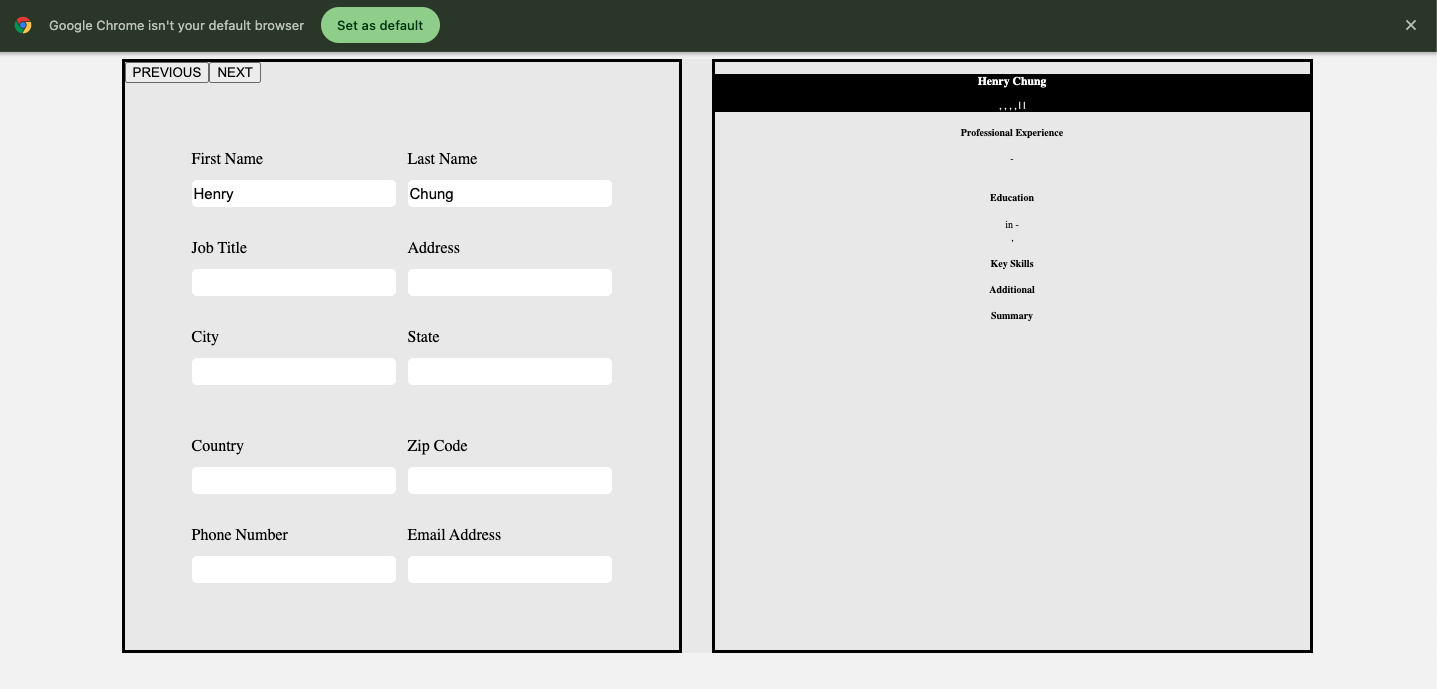 Google Chrome isn't your default browser Set as default
PREVIOUS NEXT
First Name Last Name
Henry Chung
Job Title Address
City State
Country Zip Code
Phone Number Email Address
Henry Chung
, , , , | |
Professional Experience
-
Education
in -
,
Key Skills
Additional
Summary